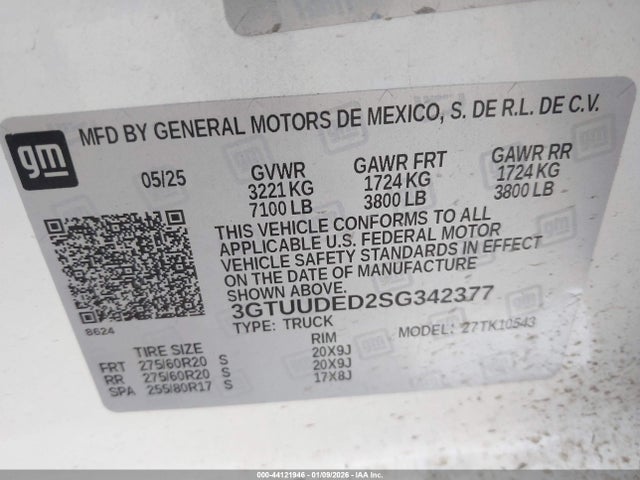 gm
MFD BY GENERAL MOTORS DE MEXICO, S. DE R.L. DE C.V.
05/25 GVWR GAWR FRT GAWR RR
3221 KG 1724 KG 1724 KG
7100 LB 3800 LB 3800 LB
THIS VEHICLE CONFORMS TO ALL
APPLICABLE U.S. FEDERAL MOTOR
VEHICLE SAFETY STANDARDS IN EFFECT
ON THE DATE OF MANUFACTURE
SHOWN ABOVE.
3GTUUDED2SG342377
8624
TYPE: TRUCK MODEL: 27TK10543
TIRE SIZE RIM
FRT 275/60R20 S 20X9J
RR 275/60R20 S 20X9J
SPA 255/80R17 S 17X8J
000-44121946 | 01/09/2026 - IAA Inc.